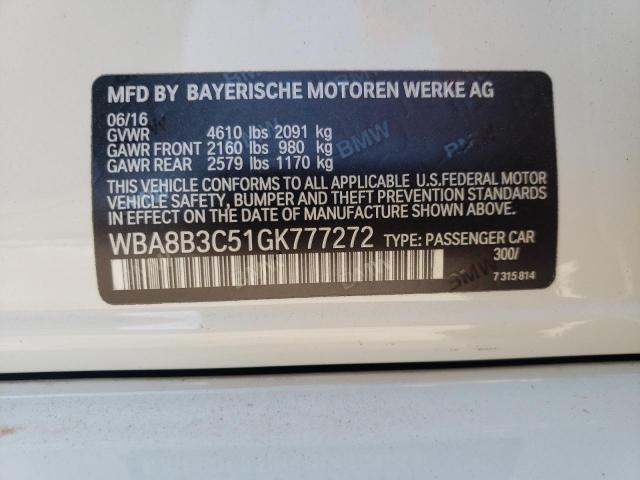 MFD BY BAYERISCHE MOTOREN WERKE AG
06/16
GVWR 4610 lbs 2091 kg
GAWR FRONT 2160 lbs 980 kg
GAWR REAR 2579 lbs 1170 kg
THIS VEHICLE CONFORMS TO ALL APPLICABLE U.S.FEDERAL MOTOR
VEHICLE SAFETY, BUMPER AND THEFT PREVENTION STANDARDS
IN EFFECT ON THE DATE OF MANUFACTURE SHOWN ABOVE.
WBA8B3C51GK777272 TYPE: PASSENGER CAR
300/
7 315 814